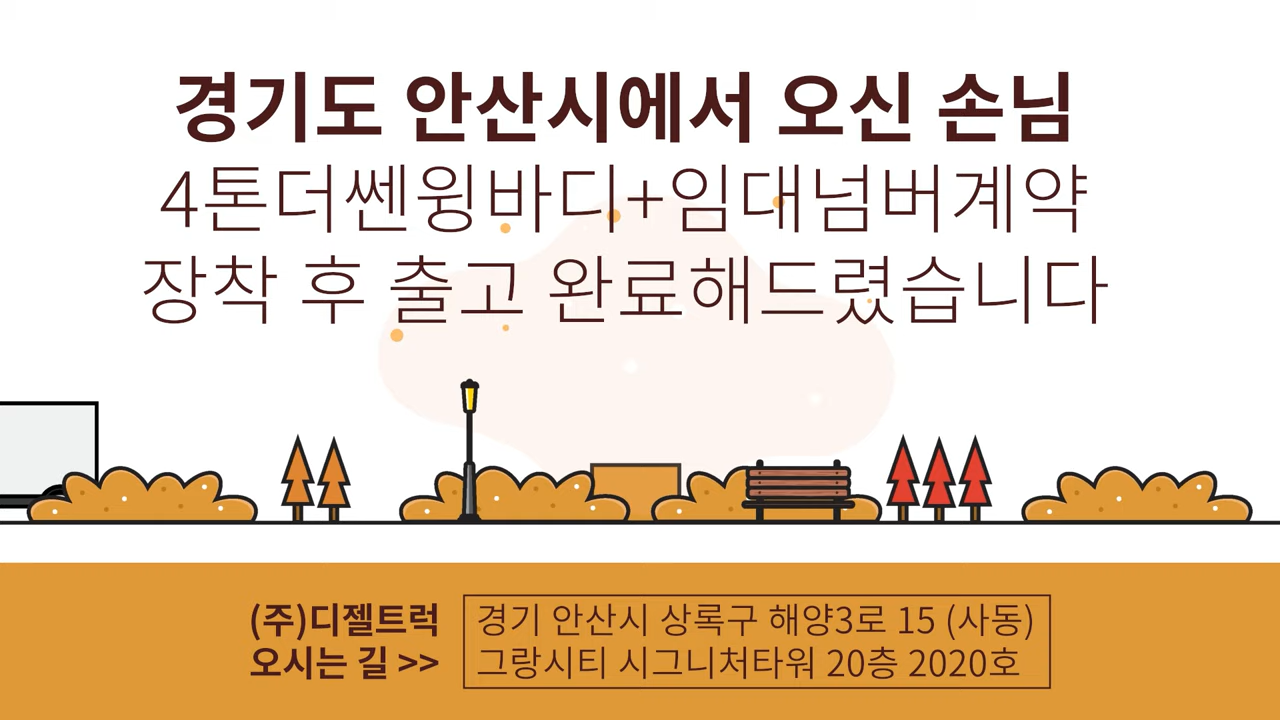 경기도 안산시에서 오신 손님
4톤더쎈윙바디+임대넘버계약
장착 후 출고 완료해드렸습니다
(주)디젤트럭
오시는 길 >>
경기 안산시 상록구 해양3로 15 (사동)
그랑시티 시그니처타워 20층 2020호